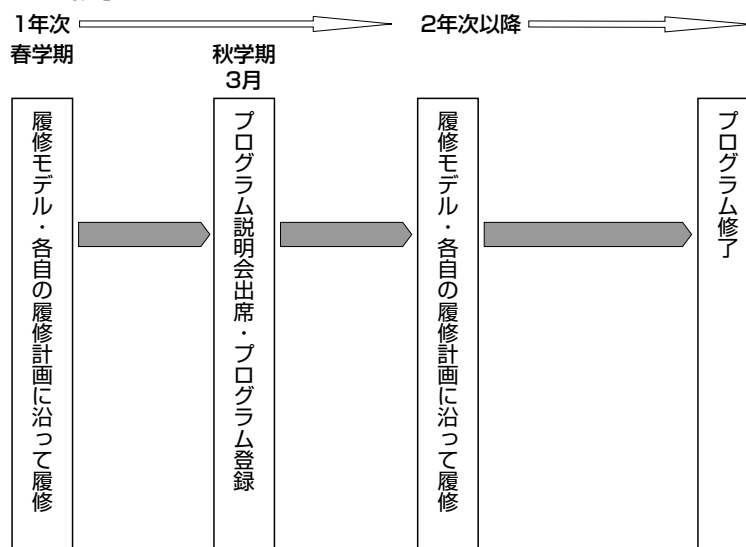 1年次
2年次以降
春学期
秋学期
3月
履修モデル・各自の履修計画に沿って履修
プログラム説明会出席・プログラム登録
履修モデル・各自の履修計画に沿って履修
プログラム修了